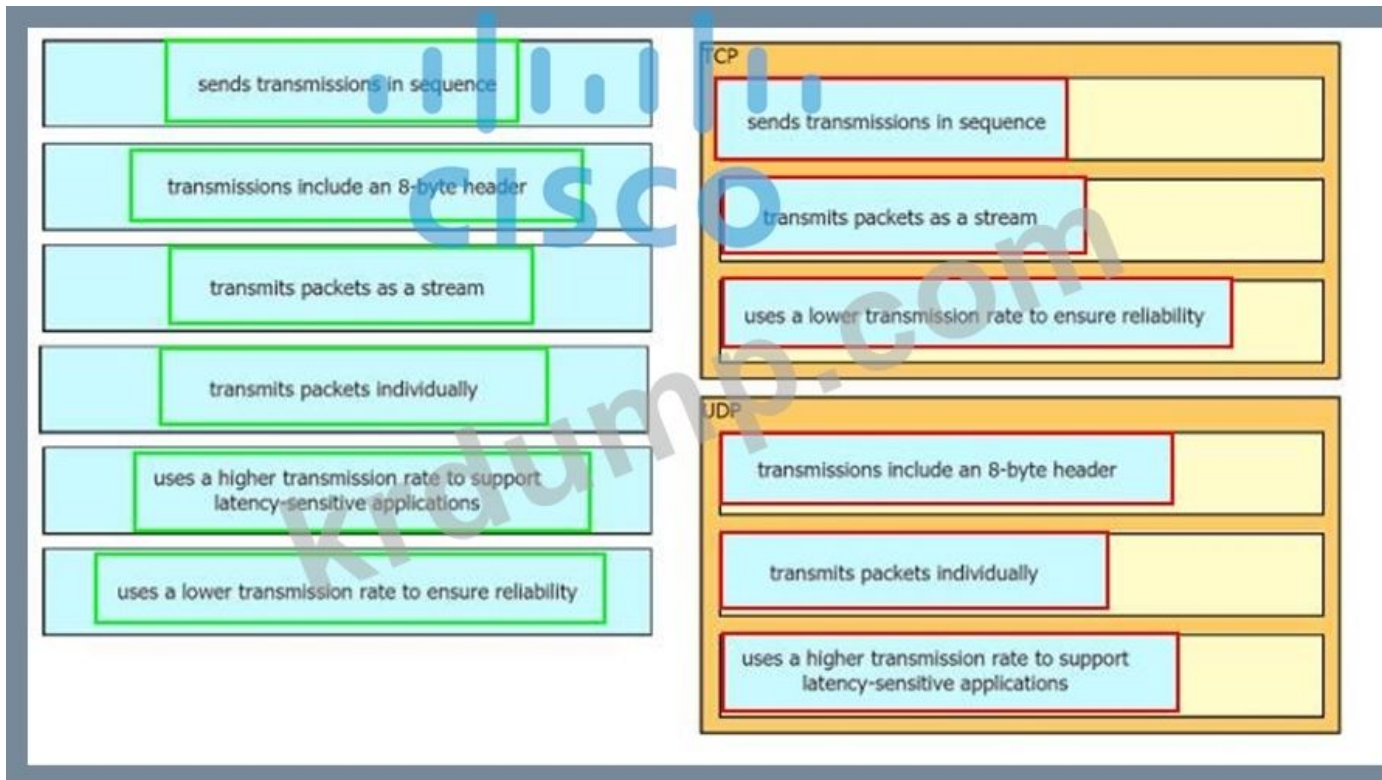 sends transmissions in sequence
transmissions include an 8-byte header
transmits packets as a stream
transmits packets individually
uses a higher transmission rate to support
latency-sensitive applications
uses a lower transmission rate to ensure reliability
TCP
sends transmissions in sequence
transmits packets as a stream
uses a lower transmission rate to ensure reliability
UDP
transmissions include an 8-byte header
transmits packets individually
uses a higher transmission rate to support
latency-sensitive applications
CISCO
krdump.com